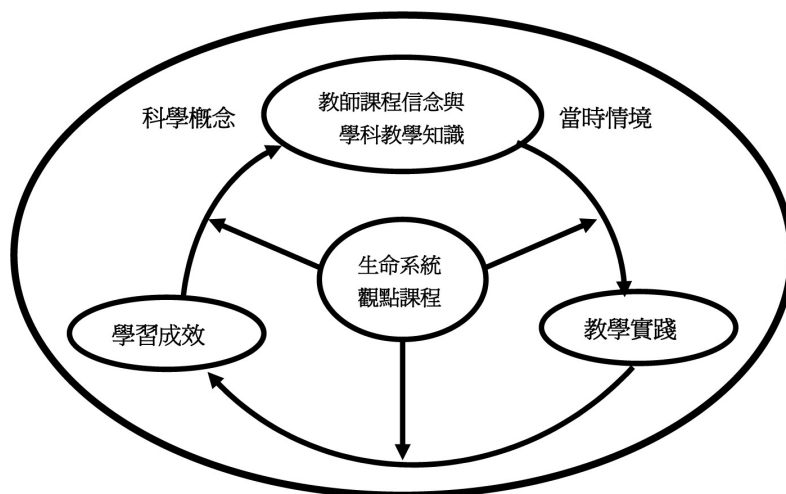 教師課程信念與
學科教學知識
科學概念
當時情境
生命系統
觀點課程
學習成效
教學實踐